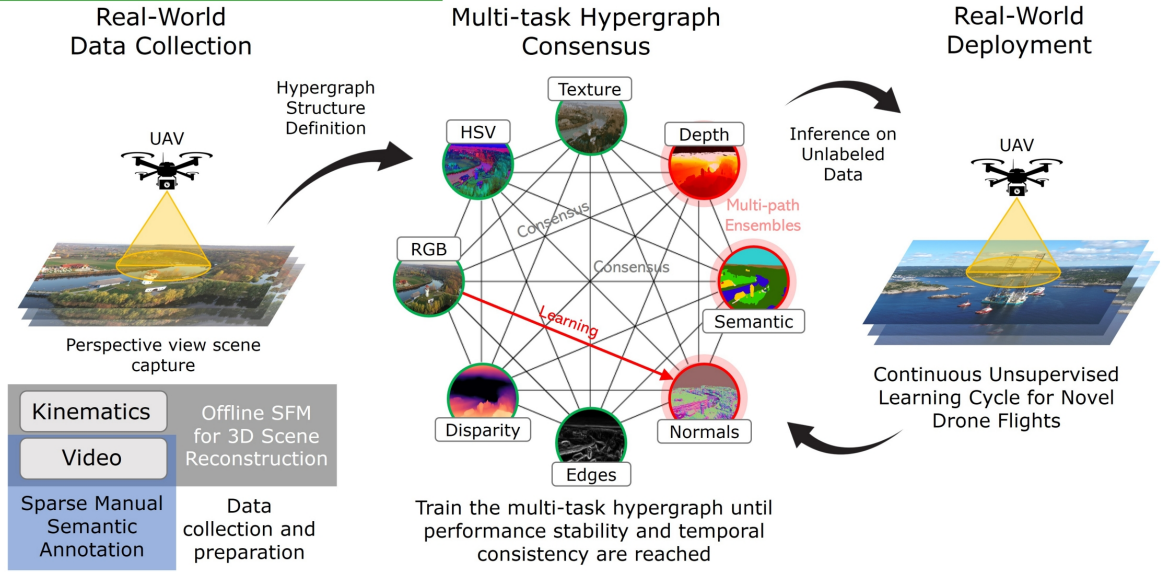 Real-World
Data Collection
UAV
Perspective view scene
capture
Kinematics
Video
Offline SFM
for 3D Scene
Reconstruction
Sparse Manual
Semantic
Annotation
Data
collection and
preparation
Hypergraph
Structure
Definition
Multi-task Hypergraph
Consensus
Texture
HSV
Depth
Multi-path
Ensembles
Consensus
RGB
Consensus
Learning
Semantic
Disparity
Normals
Edges
Train the multi-task hypergraph until
performance stability and temporal
consistency are reached
Inference on
Unlabeled
Data
Real-World
Deployment
UAV
Continuous Unsupervised
Learning Cycle for Novel
Drone Flights